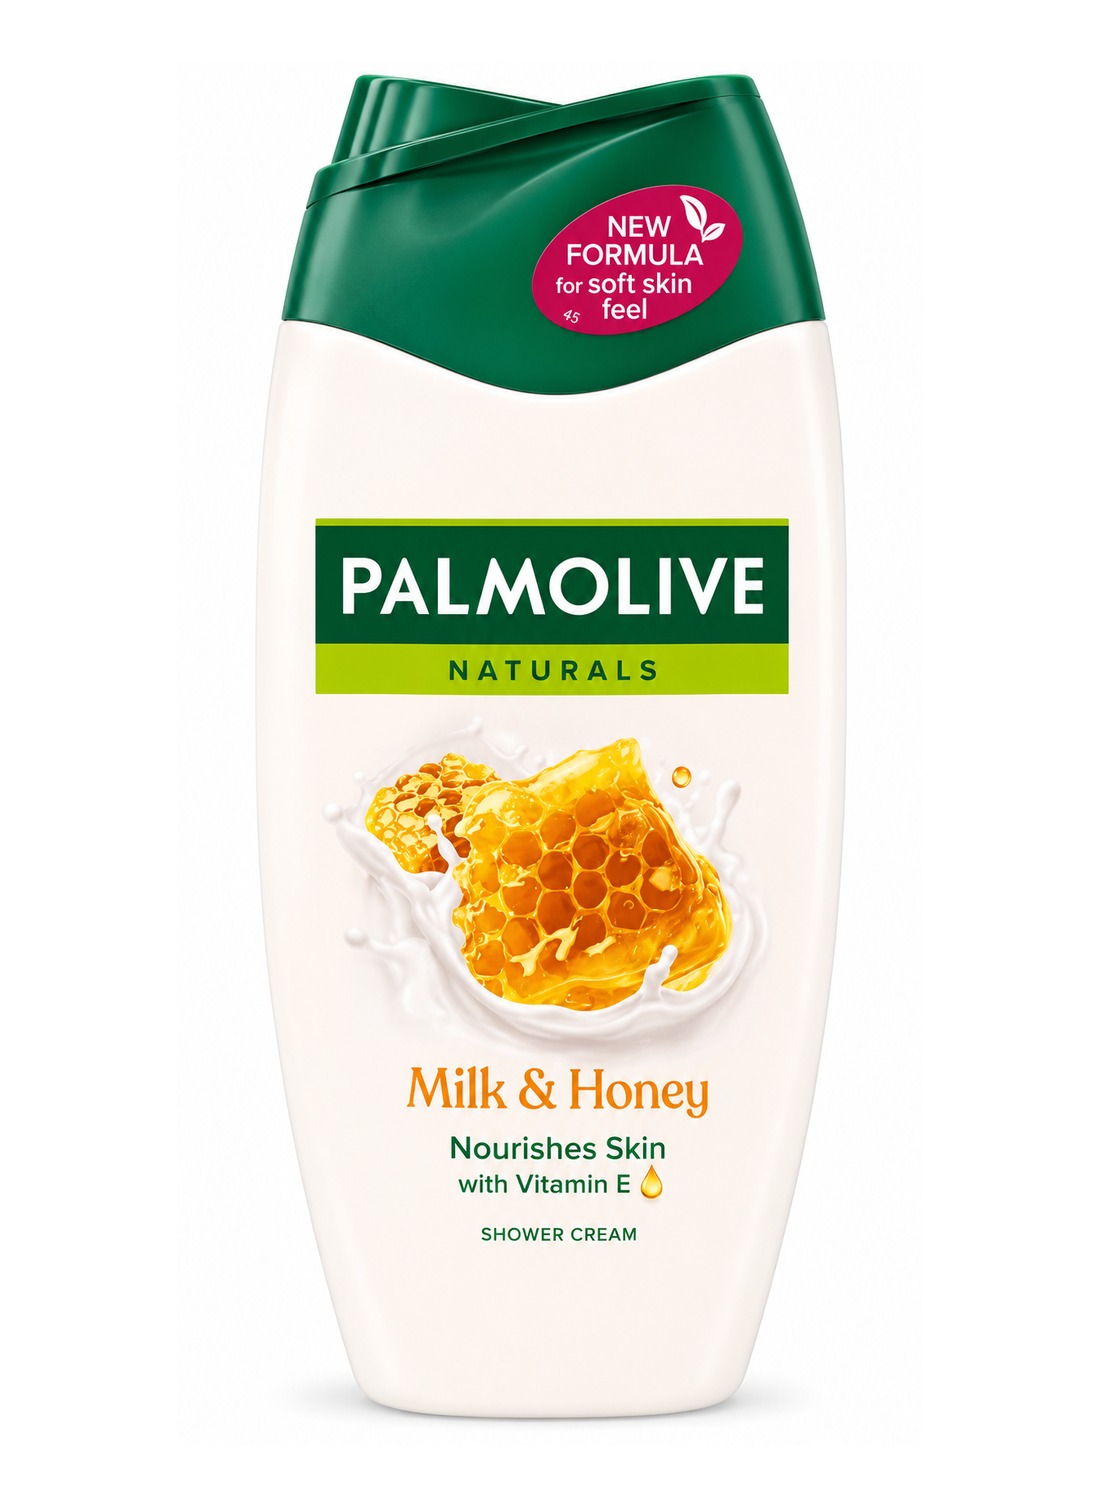 NEW
FORMULA
for soft skin
feel
45
PALMOLIVE
NATURALS
Milk & Honey
Nourishes Skin
with Vitamin E
SHOWER CREAM